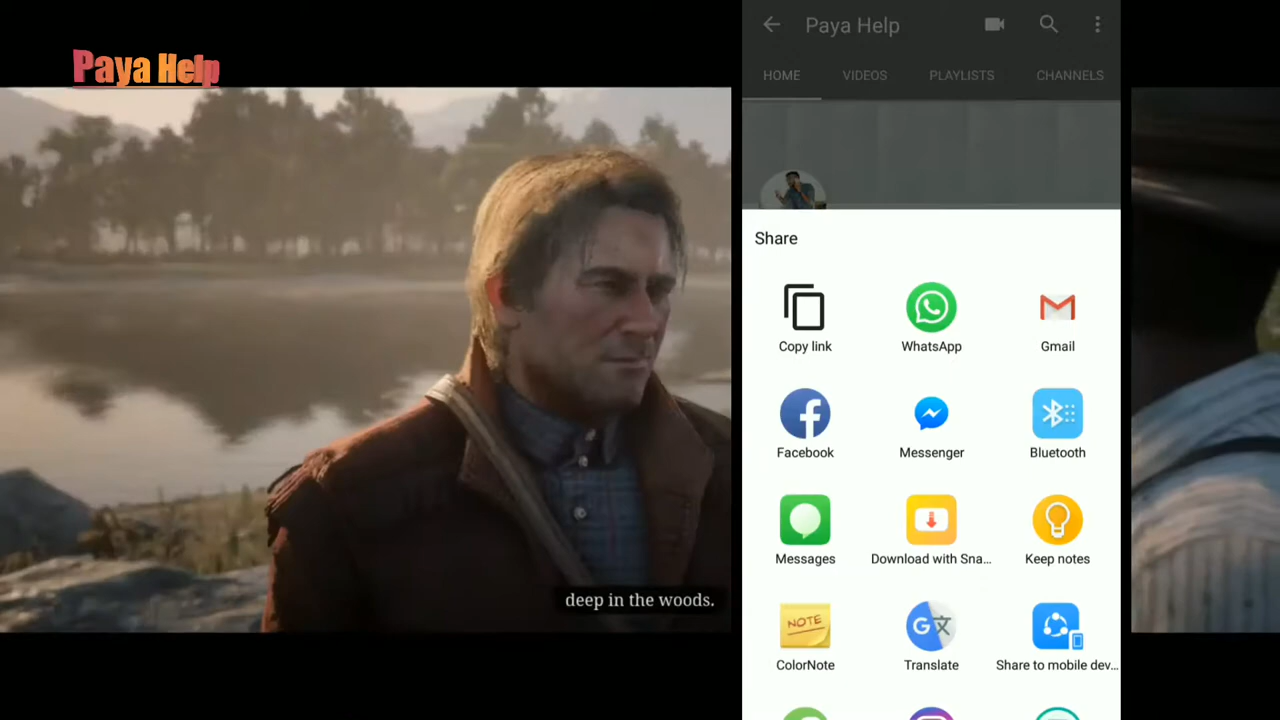 Paya Help
Paya Help
HOME VIDEOS PLAYLISTS CHANNELS
Share
Copy link WhatsApp Gmail
Facebook Messenger Bluetooth
Messages Download with Sna... Keep notes
NOTE
ColorNote Translate Share to mobile dev...
deep in the woods.